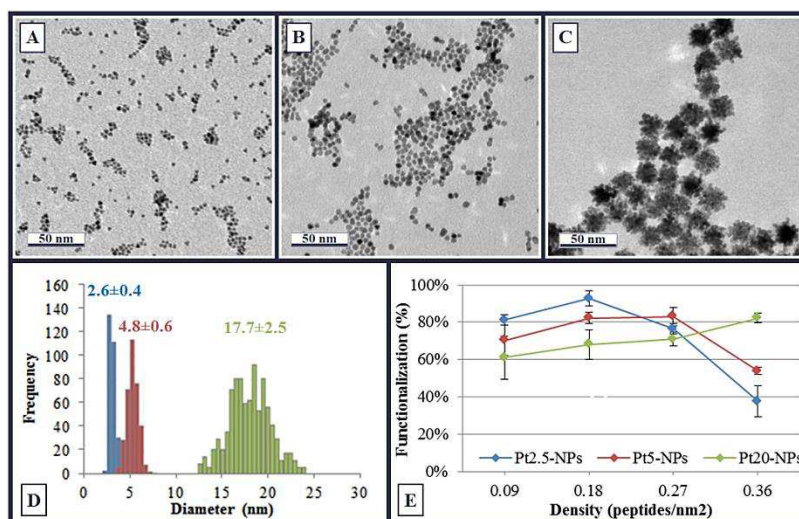 A
B
C
50 nm
50 nm
50 nm
160
140
120
100
80
60
40
20
0
Frequency
2.6±0.4
4.8±0.6
17.7±2.5
0 5 10 15 20 25 30
Diameter (nm)
D
100%
80%
60%
40%
20%
0%
Functionalization (%)
Pt2.5-NPs Pt5-NPs Pt20-NPs
0.09 0.18 0.27 0.36
Density (peptides/nm2)
E